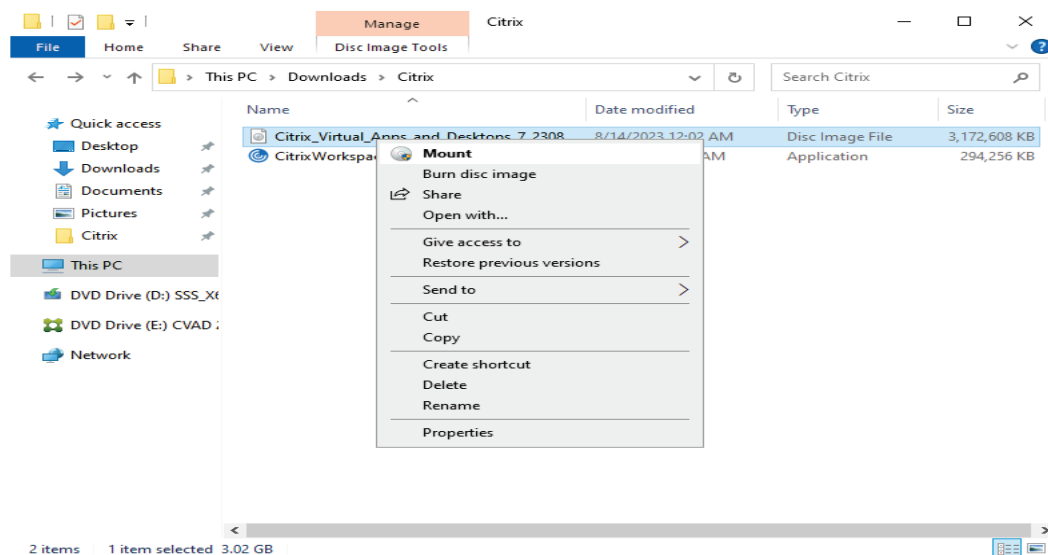 Manage Citrix
File Home Share View Disc Image Tools
This PC > Downloads > Citrix Search Citrix
Name Date modified Type Size
Quick access
Desktop
Downloads
Documents
Pictures
Citrix
This PC
DVD Drive (D:) SSS_X6
DVD Drive (E:) CVAD 2
Network
Citrix_Virtual_Apps_and_Desktops_7_2308 8/14/2023 12:02 AM Disc Image File 3,172,608 KB
CitrixWorkspa AM Application 294,256 KB
Mount
Burn disc image
Share
Open with...
Give access to
Restore previous versions
Send to
Cut
Copy
Create shortcut
Delete
Rename
Properties
2 items 1 item selected 3.02 GB